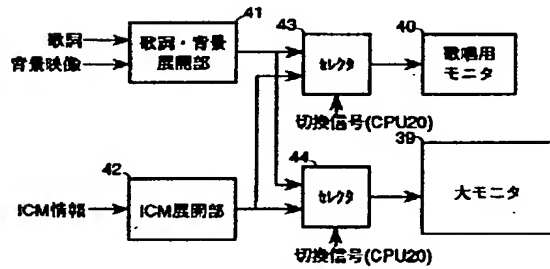 41
43
40
歌詞
背景映像
歌詞・背景
展開部
セレクタ
歌唱用
モニタ
切換信号(CPU20)
42
44
39
ICM情報
ICM展開部
セレクタ
大モニタ
切換信号(CPU20)